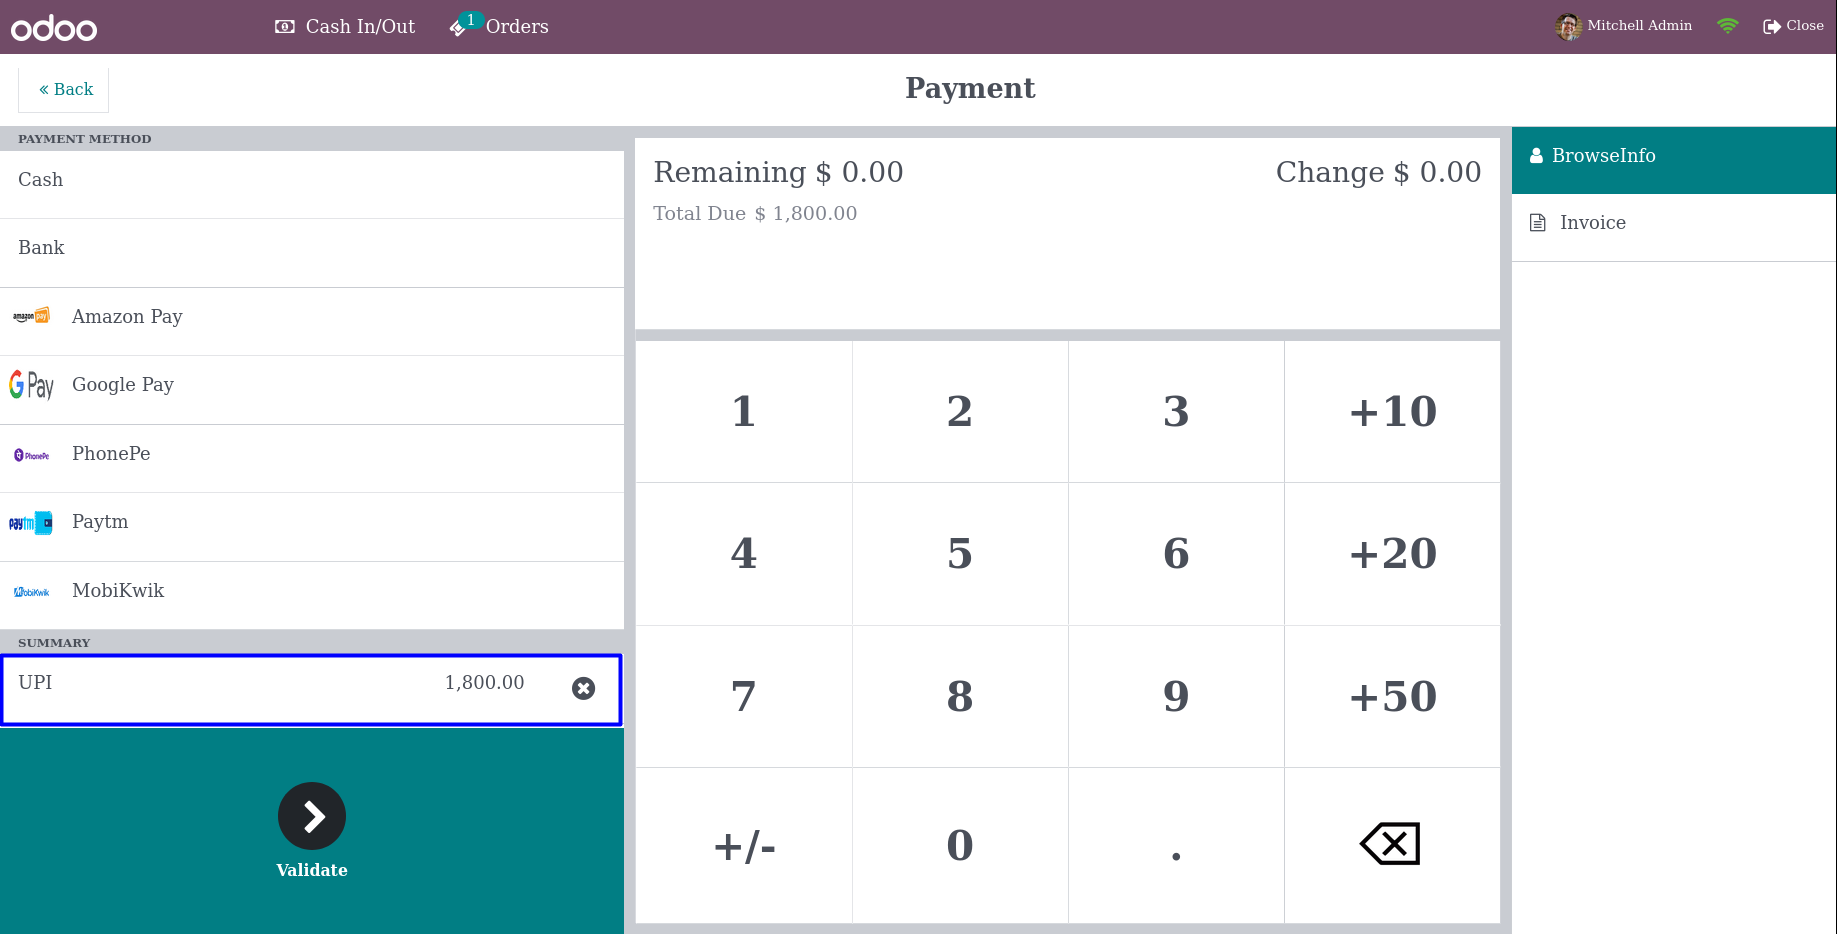 odoo
Cash In/Out
1
Orders
Mitchell Admin
Close
« Back
Payment
PAYMENT METHOD
Cash
Bank
amazon pay Amazon Pay
G Pay Google Pay
PhonePe PhonePe
paytm Paytm
MobiKwik MobiKwik
SUMMARY
UPI 1,800.00
Validate
Remaining $ 0.00 Change $ 0.00
Total Due $ 1,800.00
1 2 3 +10
4 5 6 +20
7 8 9 +50
+/- 0 .
BrowseInfo
Invoice